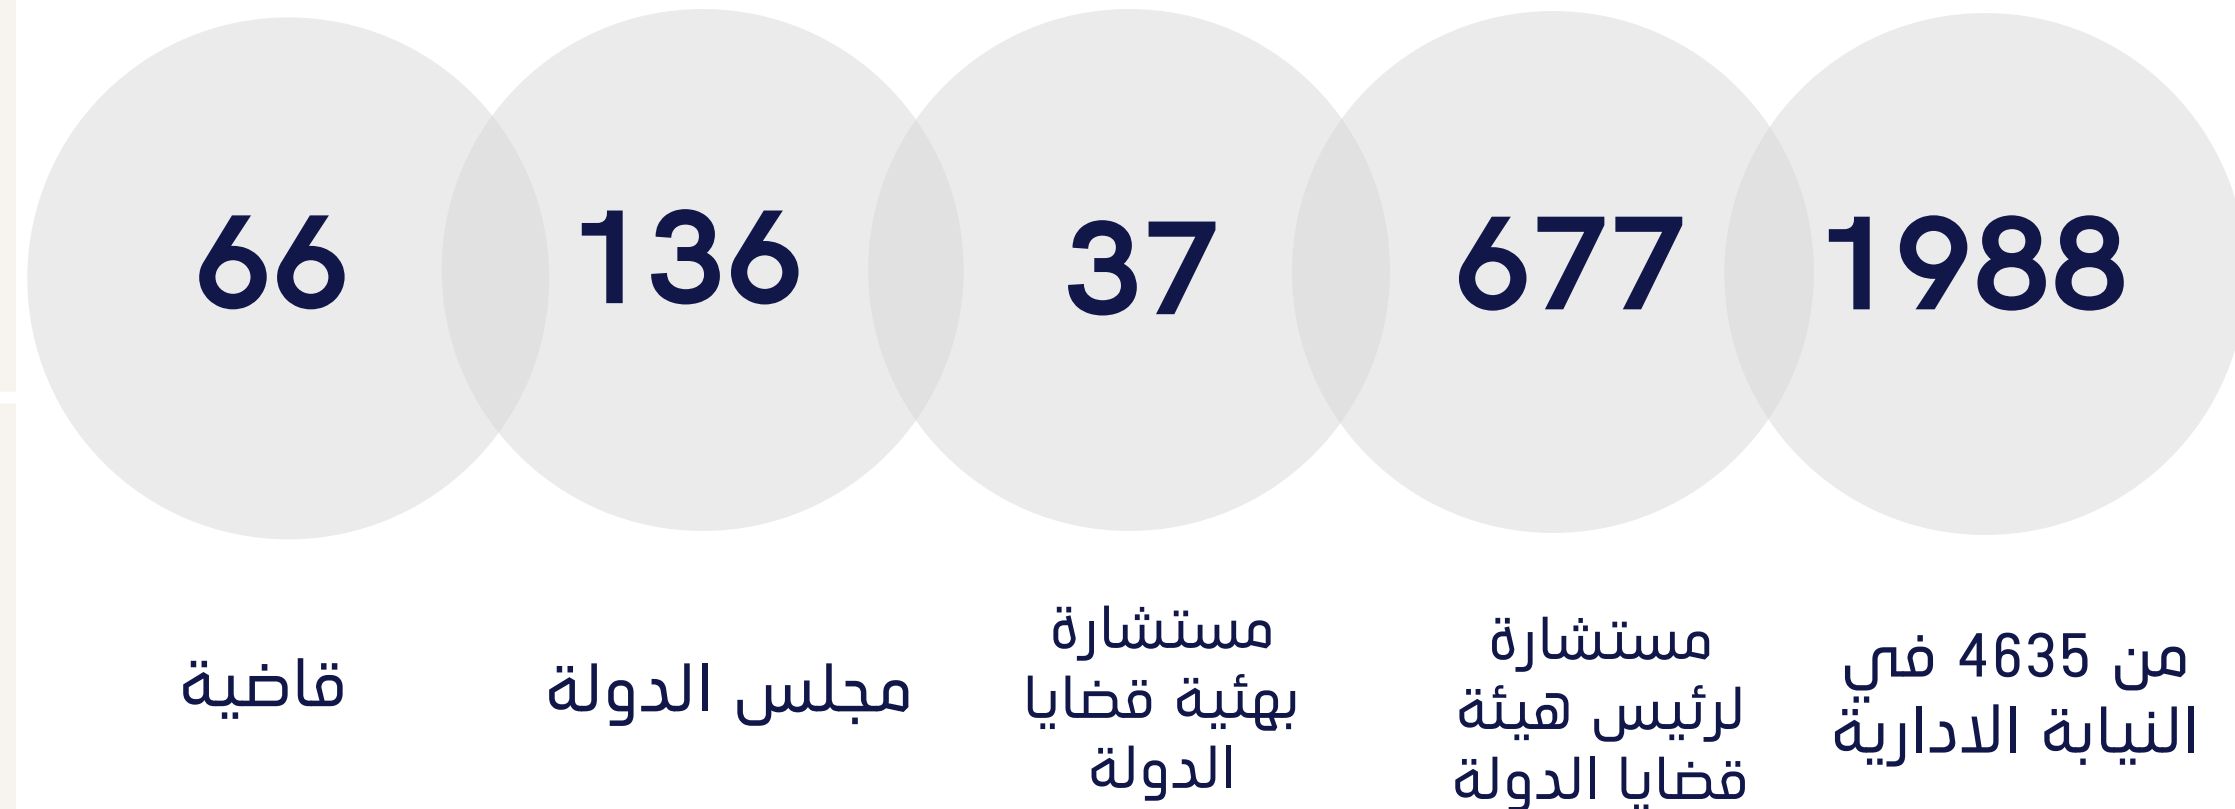 1988
من 4635 في
النيابة الادارية
677
مستشارة
لرئيس هيئة
قضايا الدولة
37
مستشارة
بهئية قضايا
الدولة
136
مجلس الدولة
66
قاضية